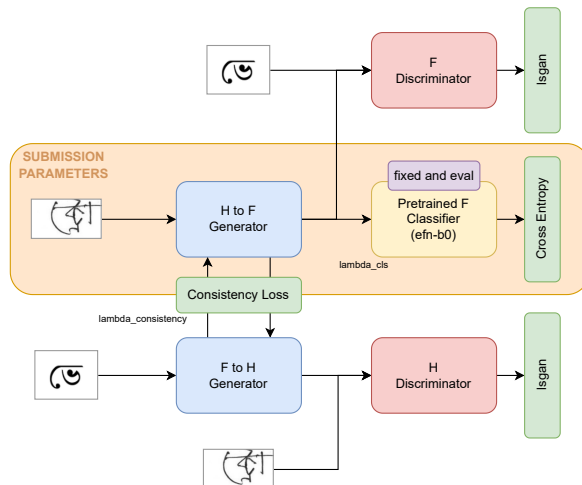 F
Discriminator
lsgan
SUBMISSION
PARAMETERS
fixed and eval
H to F
Generator
Pretrained F
Classifier
(efn-b0)
Cross Entropy
lambda_cls
Consistency Loss
lambda_consistency
F to H
Generator
H
Discriminator
lsgan